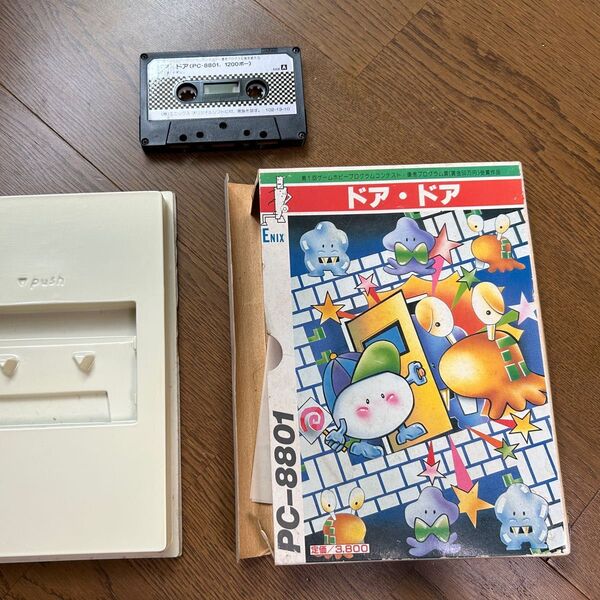 ドア(PC-8801, 1200ボー)
SIDE A
push
第1回ゲームホビープログラムコンテスト・優秀プログラム賞(賞金50万円)受賞作品
ドア・ドア
ENIX
PC-8801
定価/3,800